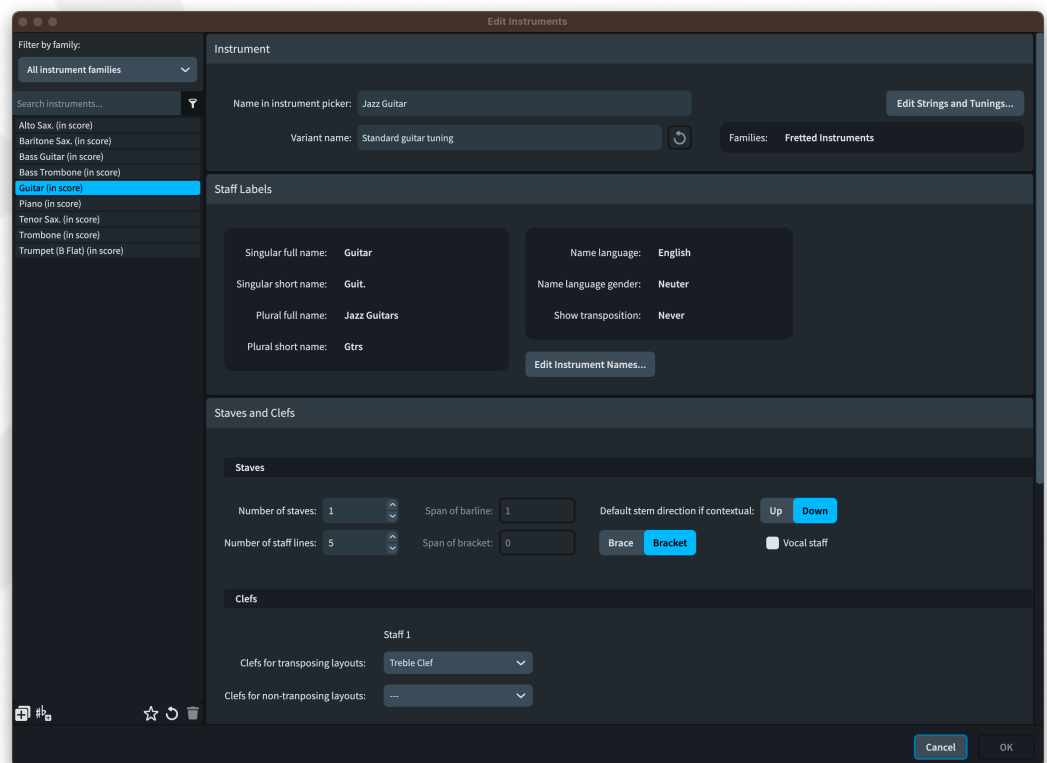 Edit Instruments
Filter by family:
All instrument families
Search instruments...
Alto Sax. (in score)
Baritone Sax. (in score)
Bass Guitar (in score)
Bass Trombone (in score)
Guitar (in score)
Piano (in score)
Tenor Sax. (in score)
Trombone (in score)
Trumpet (B Flat) (in score)
Instrument
Name in instrument picker: Jazz Guitar
Edit Strings and Tunings...
Variant name: Standard guitar tuning
Families: Fretted Instruments
Staff Labels
Singular full name: Guitar
Singular short name: Guit.
Plural full name: Jazz Guitars
Plural short name: Gtrs
Name language: English
Name language gender: Neuter
Show transposition: Never
Edit Instrument Names...
Staves and Clefs
Staves
Number of staves: 1 Span of barline: 1 Default stem direction if contextual: Up Down
Number of staff lines: 5 Span of bracket: 0 Brace Bracket Vocal staff
Clefs
Staff 1
Clefs for transposing layouts: Treble Clef
Clefs for non-tranposing layouts: ---
Cancel OK